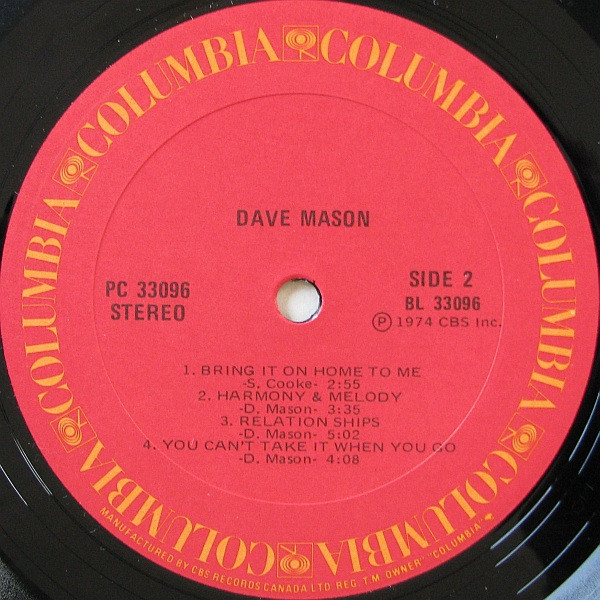 COLUMBIA COLUMBIA COLUMBIA COLUMBIA COLUMBIA COLUMBIA COLUMBIA COLUMBIA
DAVE MASON
PC 33096
STEREO
SIDE 2
BL 33096
Ⓟ 1974 CBS Inc.
1. BRING IT ON HOME TO ME
-S. Cooke- 2:55
2. HARMONY & MELODY
-D. Mason- 3:35
3. RELATION SHIPS
-D. Mason- 5:02
4. YOU CAN'T TAKE IT WHEN YOU GO
-D. Mason- 4:08
MANUFACTURED BY CBS RECORDS CANADA LTD. REG. T.M. OWNER "COLUMBIA"